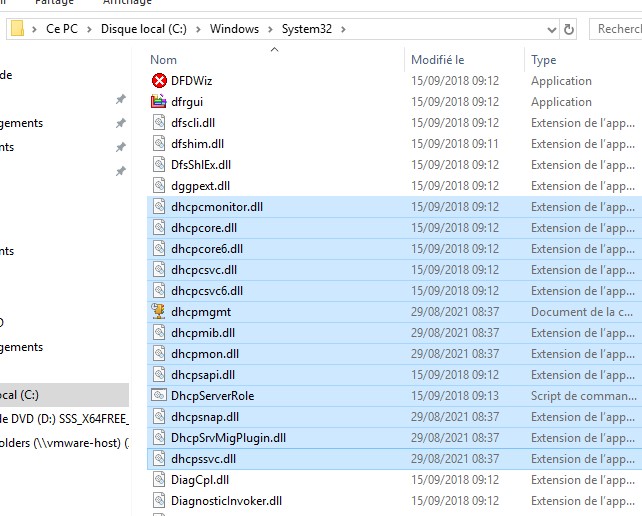 Partage Affichage
Ce PC Disque local (C:) Windows System32 Recherc
Nom Modifié le Type
de
DFDWiz 15/09/2018 09:12 Application
dfrgui 15/09/2018 09:12 Application
gements dfscli.dll 15/09/2018 09:12 Extension de l'app...
nts dfshim.dll 15/09/2018 09:11 Extension de l'app...
DfsShlEx.dll 15/09/2018 09:12 Extension de l'app...
dggpext.dll 15/09/2018 09:12 Extension de l'app...
dhcpcmonitor.dll 15/09/2018 09:12 Extension de l'app...
dhcpcore.dll 15/09/2018 09:12 Extension de l'app...
nts dhcpcore6.dll 15/09/2018 09:12 Extension de l'app...
dhcpcsvc.dll 15/09/2018 09:12 Extension de l'app...
dhcpcsvc6.dll 15/09/2018 09:12 Extension de l'app...
dhcpmgmt 29/08/2021 08:37 Document de la c...
dhcpmib.dll 29/08/2021 08:37 Extension de l'app...
gements dhcpmon.dll 29/08/2021 08:37 Extension de l'app...
dhcpsapi.dll 15/09/2018 09:12 Extension de l'app...
ocal (C:) DhcpServerRole 15/09/2018 09:13 Script de comman...
le DVD (D:) SSS_X64FREE_ dhcpsnap.dll 29/08/2021 08:37 Extension de l'app...
olders (\\vmware-host) ( DhcpSrvMigPlugin.dll 29/08/2021 08:37 Extension de l'app...
dhcpssvc.dll 29/08/2021 08:37 Extension de l'app...
DiagCpl.dll 15/09/2018 09:12 Extension de l'app...
DiagnosticInvoker.dll 15/09/2018 09:12 Extension de l'app...